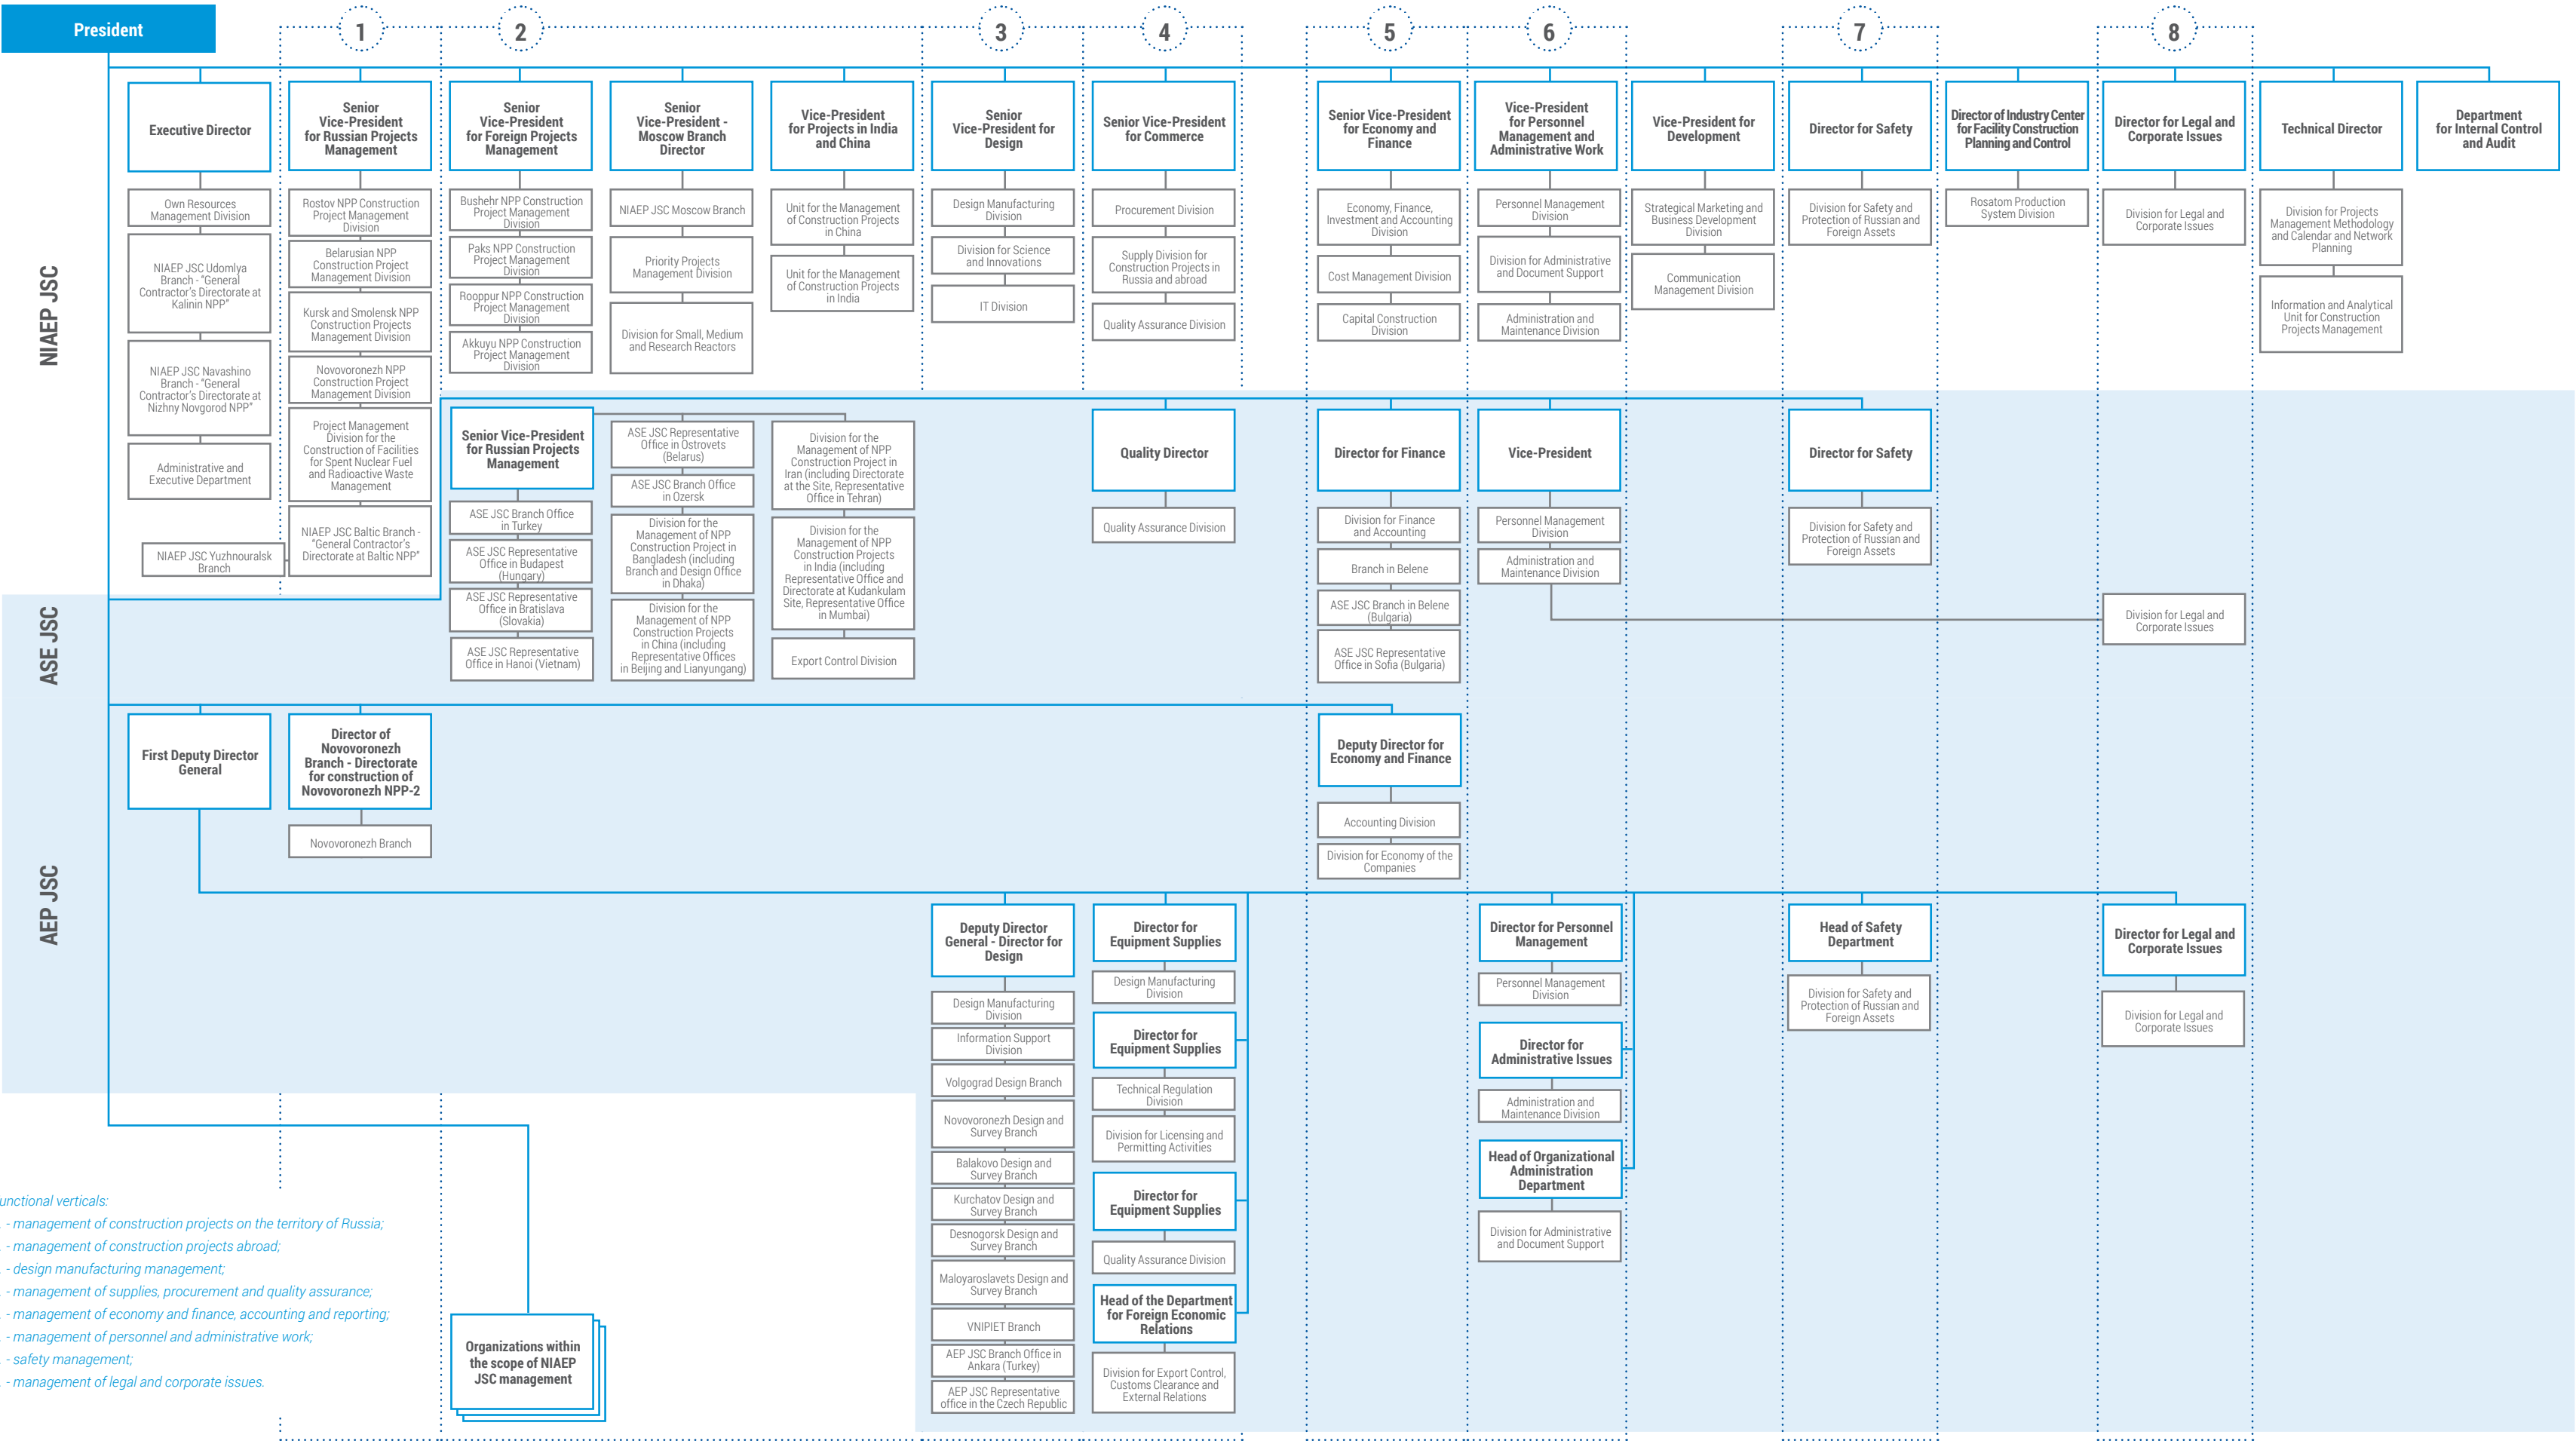 President
1
2
3
4
5
6
7
8
NIAEP JSC
Executive Director
Own Resources
Management Division
NIAEP JSC Udomlya
Branch - "General
Contractor's Directorate at
Kalinin NPP"
NIAEP JSC Navashino
Branch - "General
Contractor's Directorate at
Nizhny Novgorod NPP"
Administrative and
Executive Department
NIAEP JSC Yuzhnouralsk
Branch
Senior
Vice-President
for Russian Projects
Management
Rostov NPP Construction
Project Management
Division
Belarusian NPP
Construction Project
Management Division
Kursk and Smolensk NPP
Construction Projects
Management Division
Novovoronezh NPP
Construction Project
Management Division
Project Management
Division for the
Construction of Facilities
for Spent Nuclear Fuel
and Radioactive Waste
Management
NIAEP JSC Baltic Branch -
"General Contractor's
Directorate at Baltic NPP"
Senior
Vice-President
for Foreign Projects
Management
Bushehr NPP Construction
Project Management
Division
Paks NPP Construction
Project Management
Division
Rooppur NPP Construction
Project Management
Division
Akkuyu NPP Construction
Project Management
Division
Senior
Vice-President -
Moscow Branch
Director
NIAEP JSC Moscow Branch
Priority Projects
Management Division
Division for Small, Medium
and Research Reactors
Vice-President
for Projects in India
and China
Unit for the Management
of Construction Projects
in China
Unit for the Management
of Construction Projects
in India
Senior
Vice-President for
Design
Design Manufacturing
Division
Division for Science
and Innovations
IT Division
Senior Vice-President
for Commerce
Procurement Division
Supply Division for
Construction Projects in
Russia and abroad
Quality Assurance Division
Senior Vice-President
for Economy and
Finance
Economy, Finance,
Investment and Accounting
Division
Cost Management Division
Capital Construction
Division
Vice-President
for Personnel
Management and
Administrative Work
Personnel Management
Division
Division for Administrative
and Document Support
Administration and
Maintenance Division
Vice-President for
Development
Strategical Marketing and
Business Development
Division
Communication
Management Division
Director for Safety
Division for Safety and
Protection of Russian and
Foreign Assets
Director of Industry Center
for Facility Construction
Planning and Control
Rosatom Production
System Division
Director for Legal and
Corporate Issues
Division for Legal and
Corporate Issues
Technical Director
Division for Projects
Management Methodology
and Calendar and Network
Planning
Information and Analytical
Unit for Construction
Projects Management
Department
for Internal Control
and Audit
ASE JSC
Senior Vice-President
for Russian Projects
Management
ASE JSC Branch Office
in Turkey
ASE JSC Representative
Office in Budapest
(Hungary)
ASE JSC Representative
Office in Bratislava
(Slovakia)
ASE JSC Representative
Office in Hanoi (Vietnam)
ASE JSC Representative
Office in Ostrovets
(Belarus)
ASE JSC Branch Office
in Ozersk
Division for the
Management of NPP
Construction Project in
Bangladesh (including
Branch and Design Office
in Dhaka)
Division for the
Management of NPP
Construction Projects
in China (including
Representative Offices
in Beijing and Lianyungang)
Division for the
Management of NPP
Construction Project in
Iran (including Directorate
at the Site, Representative
Office in Tehran)
Division for the
Management of NPP
Construction Projects
in India (including
Representative Office and
Directorate at Kudankulam
Site, Representative Office
in Mumbai)
Export Control Division
Quality Director
Quality Assurance Division
Director for Finance
Division for Finance
and Accounting
Branch in Belene
ASE JSC Branch in Belene
(Bulgaria)
ASE JSC Representative
Office in Sofia (Bulgaria)
Vice-President
Personnel Management
Division
Administration and
Maintenance Division
Director for Safety
Division for Safety and
Protection of Russian and
Foreign Assets
Division for Legal and
Corporate Issues
AEP JSC
First Deputy Director
General
Director of
Novovoronezh
Branch - Directorate
for construction of
Novovoronezh NPP-2
Novovoronezh Branch
Deputy Director for
Economy and Finance
Accounting Division
Division for Economy of the
Companies
Deputy Director
General - Director for
Design
Design Manufacturing
Division
Information Support
Division
Volgograd Design Branch
Novovoronezh Design and
Survey Branch
Balakovo Design and
Survey Branch
Kurchatov Design and
Survey Branch
Desnogorsk Design and
Survey Branch
Maloyaroslavets Design and
Survey Branch
VNIPIET Branch
AEP JSC Branch Office in
Ankara (Turkey)
AEP JSC Representative
office in the Czech Republic
Director for
Equipment Supplies
Design Manufacturing
Division
Director for
Equipment Supplies
Technical Regulation
Division
Division for Licensing and
Permitting Activities
Director for
Equipment Supplies
Quality Assurance Division
Head of the Department
for Foreign Economic
Relations
Division for Export Control,
Customs Clearance and
External Relations
Director for Personnel
Management
Personnel Management
Division
Director for
Administrative Issues
Administration and
Maintenance Division
Head of Organizational
Administration
Department
Division for Administrative
and Document Support
Head of Safety
Department
Division for Safety and
Protection of Russian and
Foreign Assets
Director for Legal and
Corporate Issues
Division for Legal and
Corporate Issues
Organizations within
the scope of NIAEP
JSC management
unctional verticals:
. - management of construction projects on the territory of Russia;
. - management of construction projects abroad;
. - design manufacturing management;
. - management of supplies, procurement and quality assurance;
. - management of economy and finance, accounting and reporting;
. - management of personnel and administrative work;
. - safety management;
. - management of legal and corporate issues.